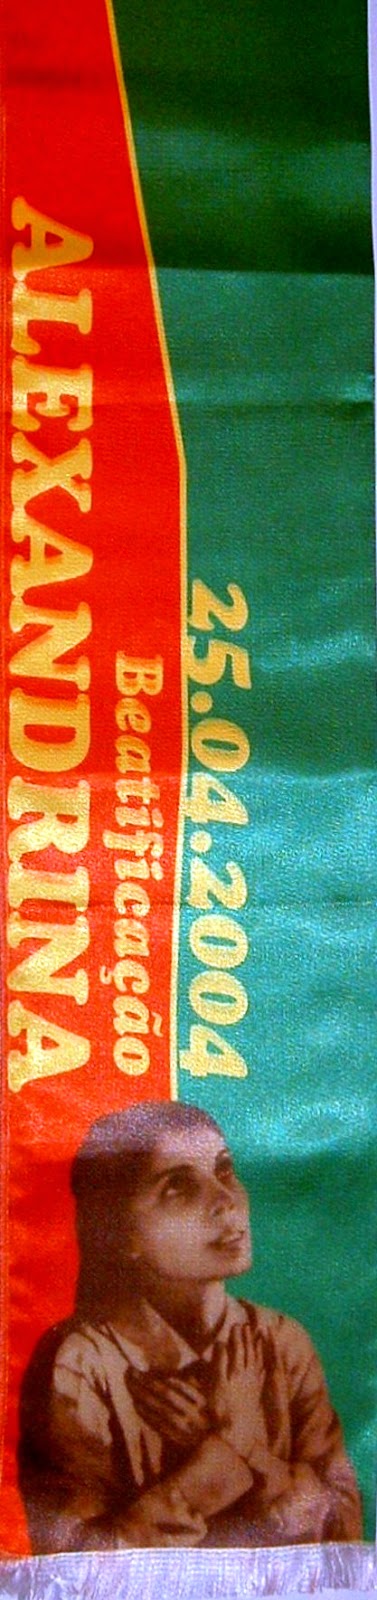 25.04.2004
Beatificação
ALEXANDRINA